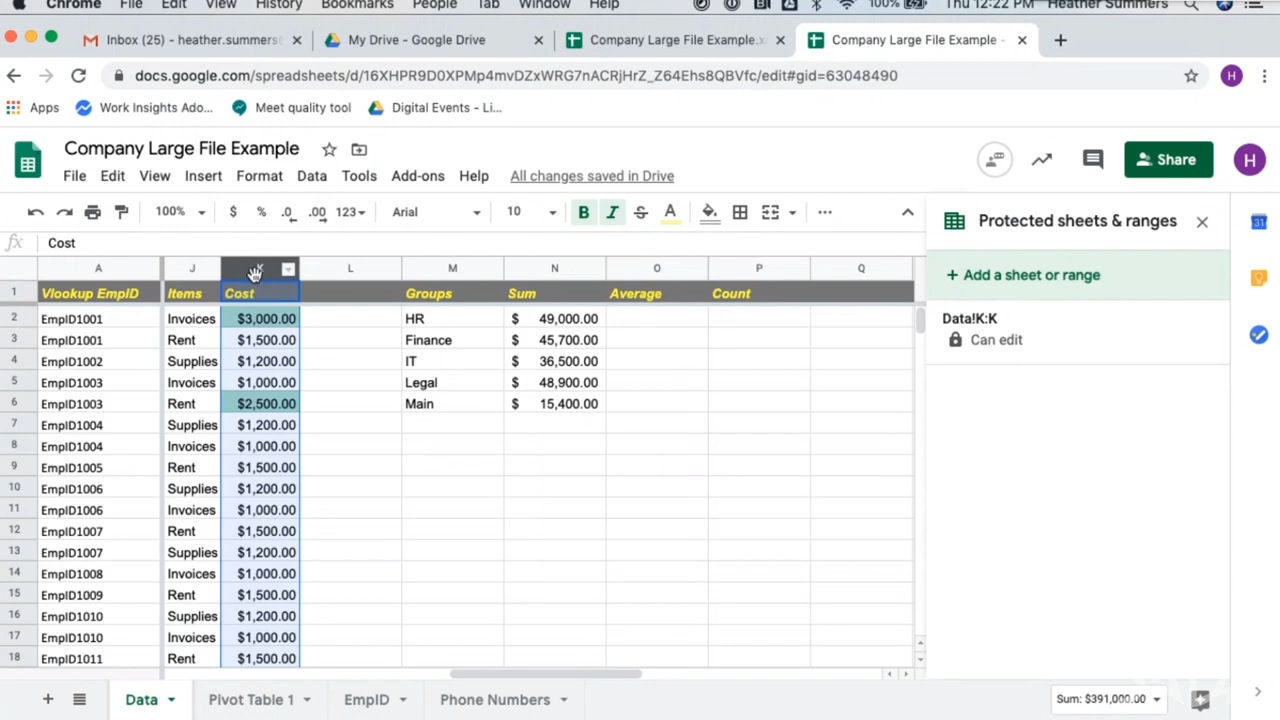 Chrome File Edit View History Bookmarks People Tab Window Help 100% Thu 12:22 PM Heather Summers
Inbox (25) - heather.summers My Drive - Google Drive Company Large File Example.x Company Large File Example -
docs.google.com/spreadsheets/d/16XHPR9D0XPMp4mvDZxWRG7nACRjHrZ_Z64Ehs8QBVfc/edit#gid=63048490 H
Apps Work Insights Ado... Meet quality tool Digital Events - Li...
Company Large File Example
Share H
File Edit View Insert Format Data Tools Add-ons Help All changes saved in Drive
100% $ % .0 .00 123 Arial 10 B I S A
Protected sheets & ranges
fx Cost
A J K L M N O P Q
+ Add a sheet or range
1 Vlookup EmpID Items Cost Groups Sum Average Count
2 EmpID1001 Invoices $3,000.00 HR $ 49,000.00
Data!K:K
3 EmpID1001 Rent $1,500.00 Finance $ 45,700.00
Can edit
4 EmpID1002 Supplies $1,200.00 IT $ 36,500.00
5 EmpID1003 Invoices $1,000.00 Legal $ 48,900.00
6 EmpID1003 Rent $2,500.00 Main $ 15,400.00
7 EmpID1004 Supplies $1,200.00
8 EmpID1004 Invoices $1,000.00
9 EmpID1005 Rent $1,500.00
10 EmpID1006 Supplies $1,200.00
11 EmpID1006 Invoices $1,000.00
12 EmpID1007 Rent $1,500.00
13 EmpID1007 Supplies $1,200.00
14 EmpID1008 Invoices $1,000.00
15 EmpID1009 Rent $1,500.00
16 EmpID1010 Supplies $1,200.00
17 EmpID1010 Invoices $1,000.00
18 EmpID1011 Rent $1,500.00
+ Data Pivot Table 1 EmpID Phone Numbers Sum: $391,000.00